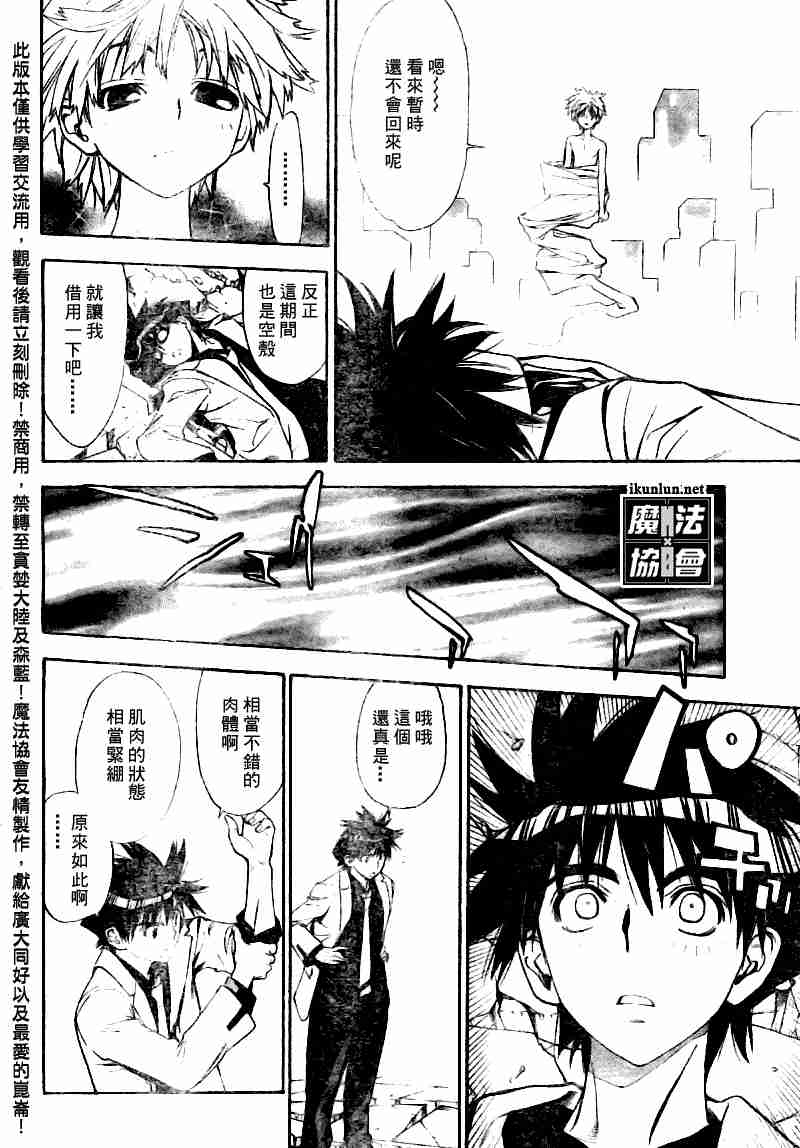 嗯～～
看來暫時
還不會回來呢
……
反正
這期間
也是空殼
就讓我
借用一下吧……
ikunlun.net
魔法
×
協會
パチッ
哦哦
這個
還真是…
相當不錯的
肉體啊
肌肉的狀態
相當緊綳
原來如此啊
……
此版本僅供學習交流用，觀看後請立刻刪除！禁商用，禁轉至貪婪大陸及森藍！魔法協會友情製作，獻給廣大同好以及最愛的崑崙！